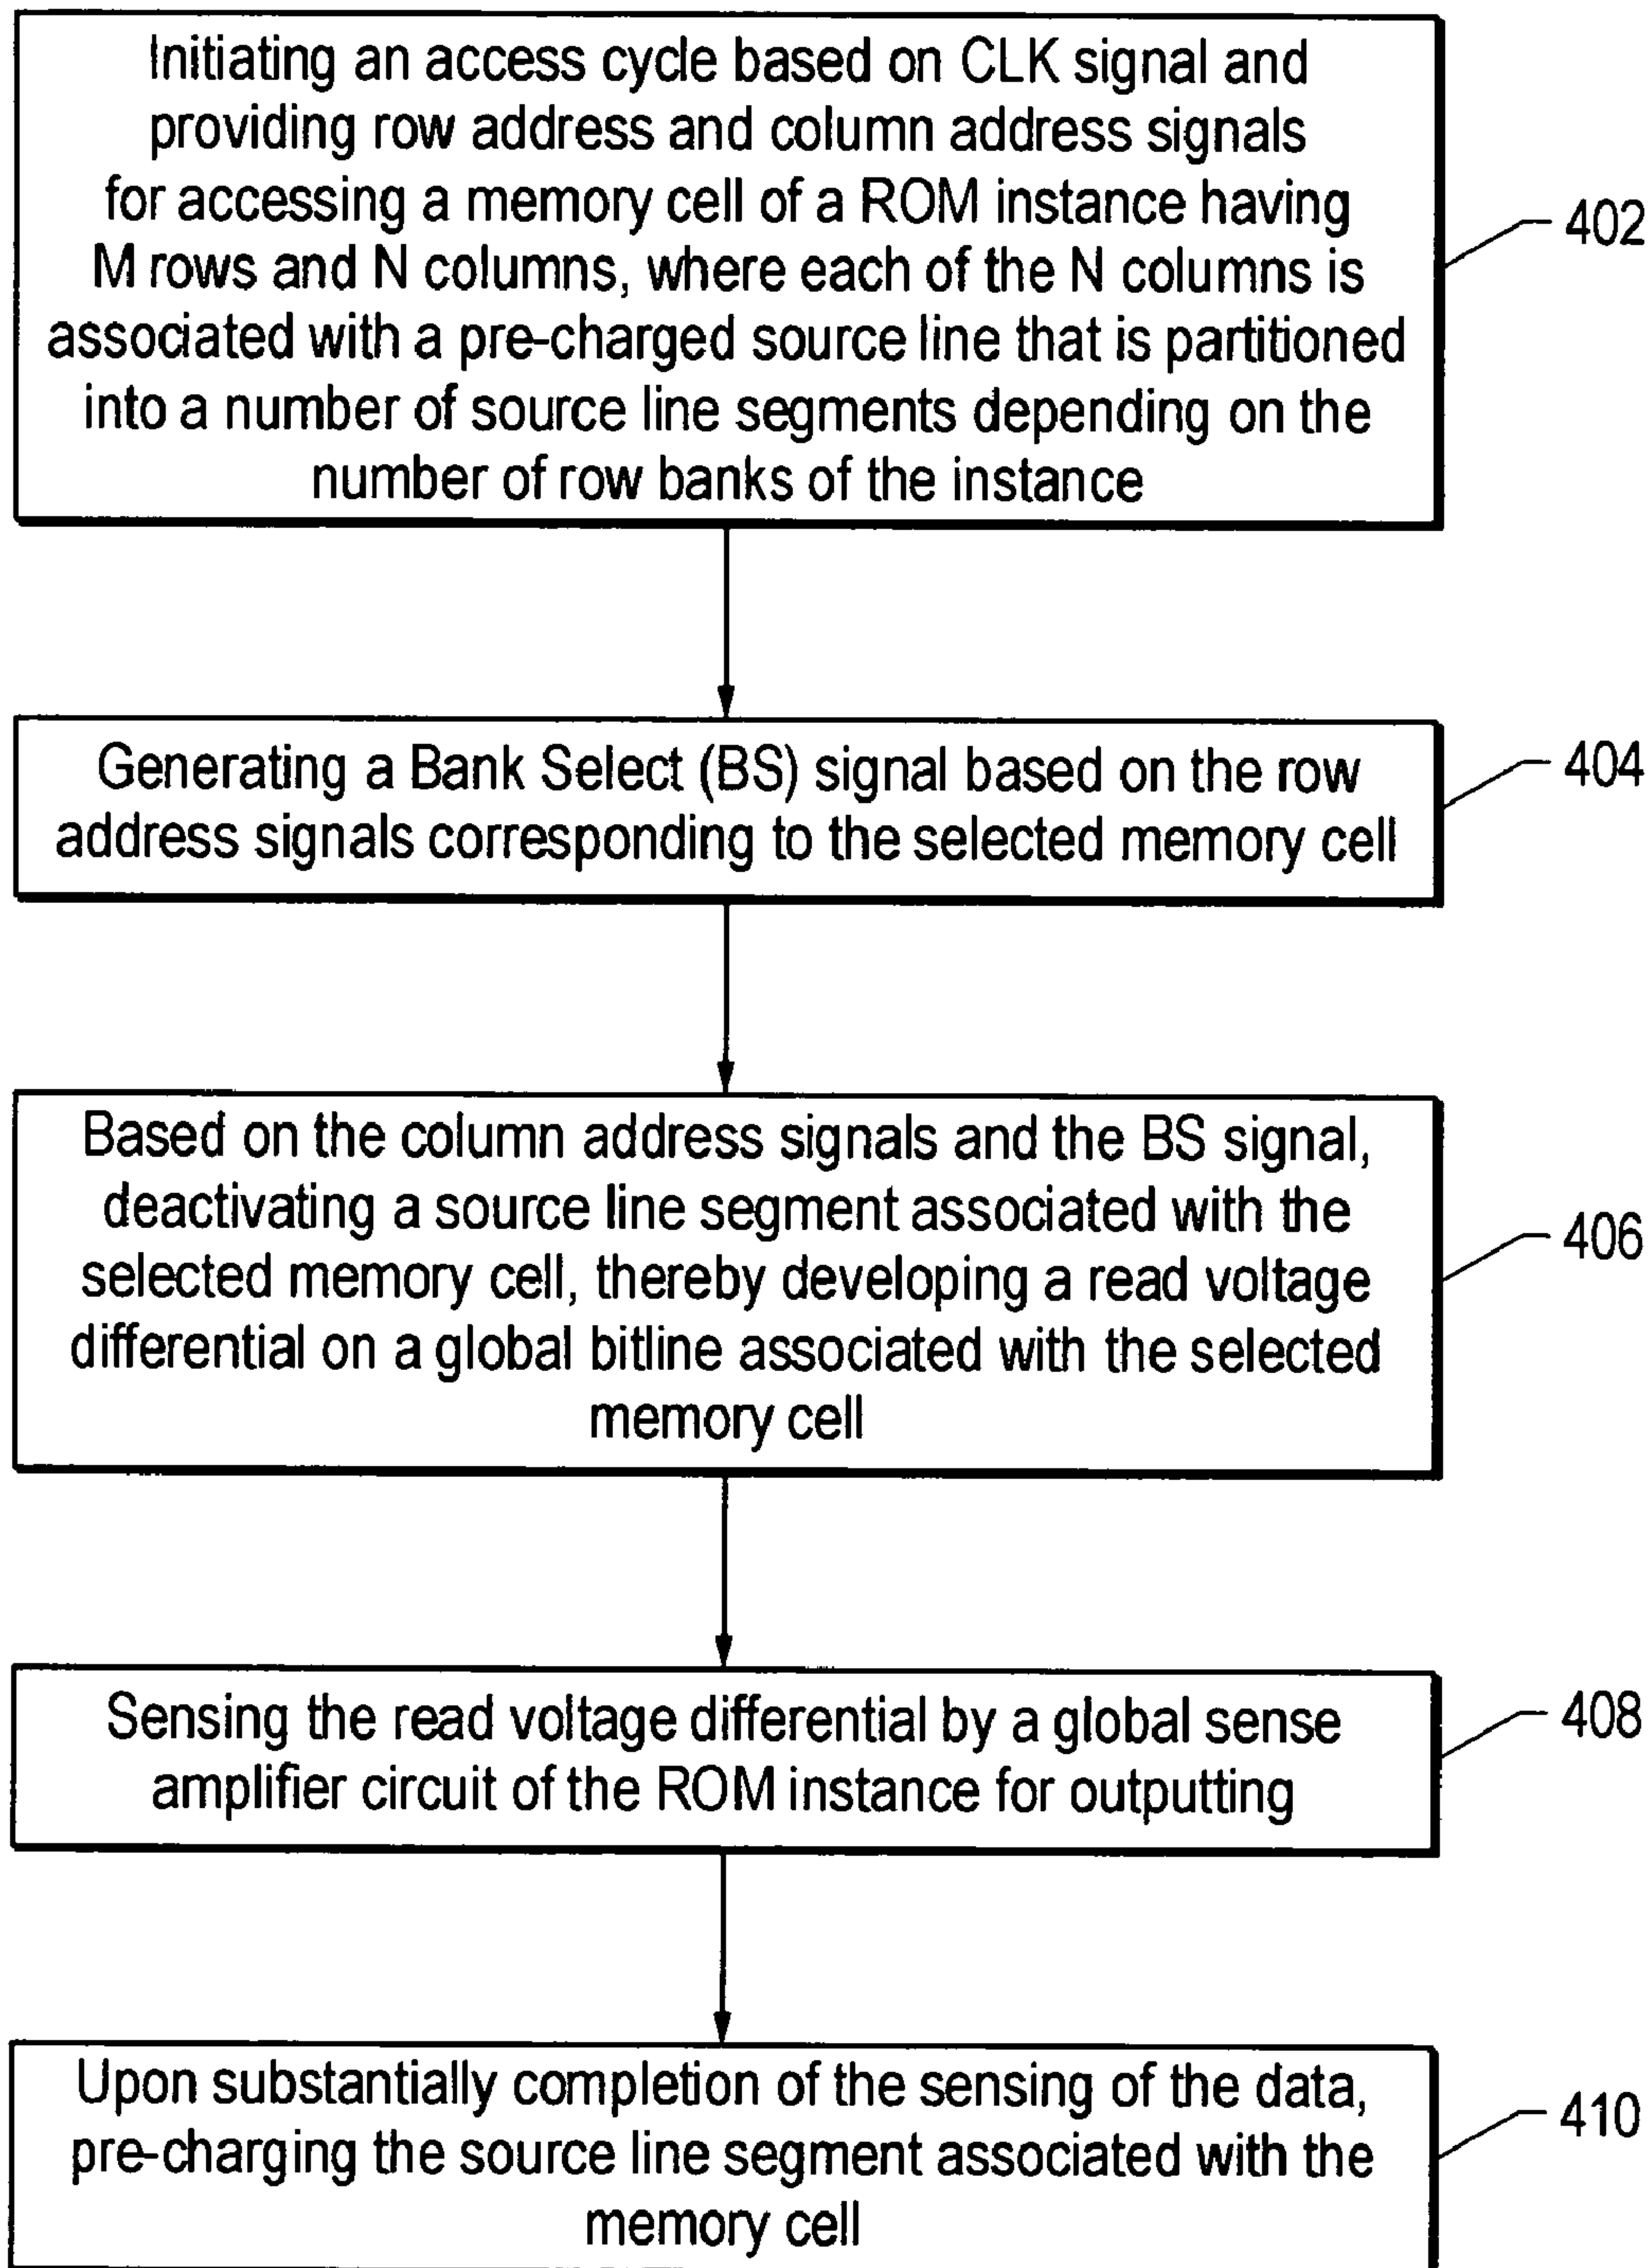 Initiating an access cycle based on CLK signal and
providing row address and column address signals
for accessing a memory cell of a ROM instance having
M rows and N columns, where each of the N columns is
associated with a pre-charged source line that is partitioned
into a number of source line segments depending on the
number of row banks of the instance
402
Generating a Bank Select (BS) signal based on the row
address signals corresponding to the selected memory cell
404
Based on the column address signals and the BS signal,
deactivating a source line segment associated with the
selected memory cell, thereby developing a read voltage
differential on a global bitline associated with the selected
memory cell
406
Sensing the read voltage differential by a global sense
amplifier circuit of the ROM instance for outputting
408
Upon substantially completion of the sensing of the data,
pre-charging the source line segment associated with the
memory cell
410